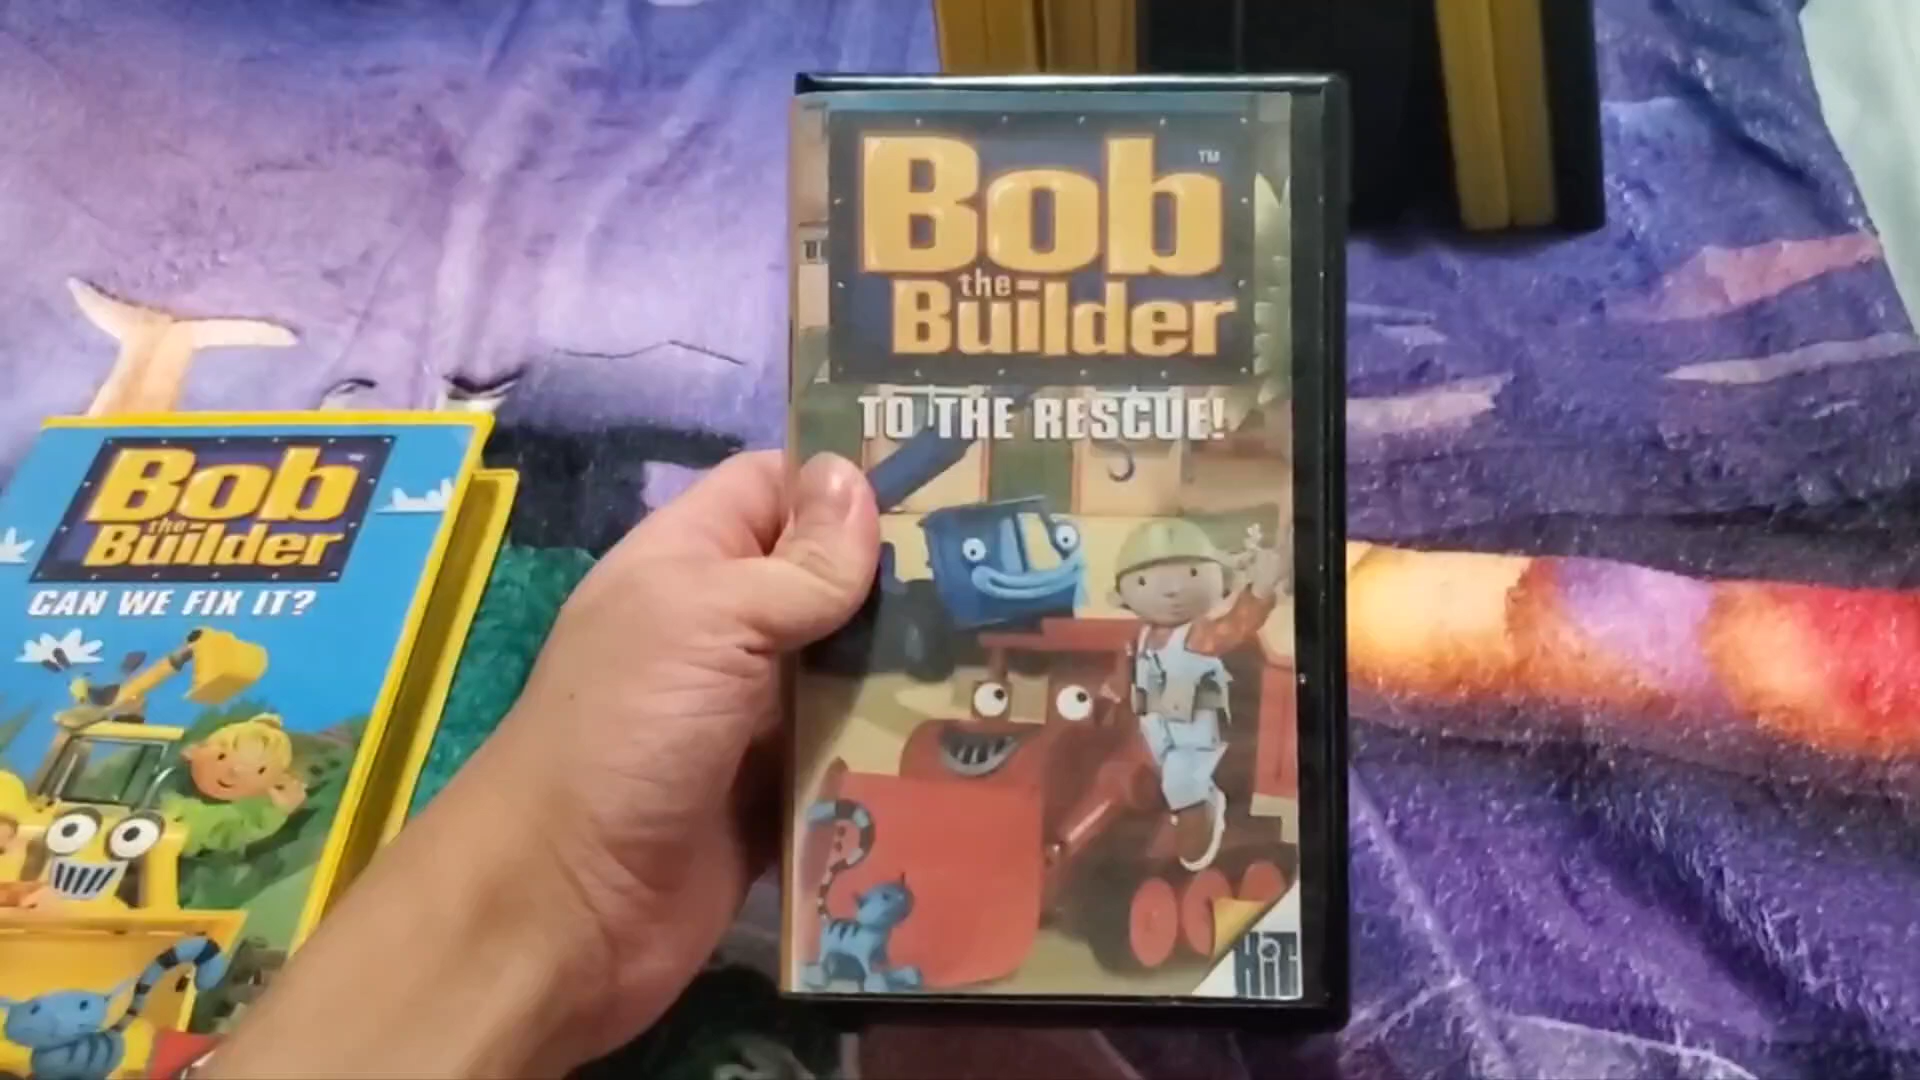 Bob
the
Builder
TM
TO THE RESCUE!
HiT
Bob
the
Builder
CAN WE FIX IT?